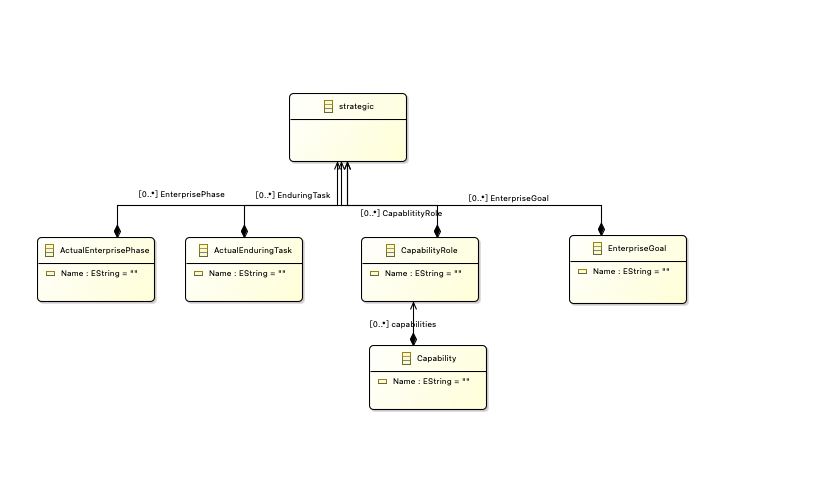 strategic
[0..*] EnterprisePhase
[0..*] EnduringTask
[0..*] EnterpriseGoal
[0..*] CapablitityRole
ActualEnterprisePhase
Name : EString = ""
ActualEnduringTask
Name : EString = ""
CapabilityRole
Name : EString = ""
EnterpriseGoal
Name : EString = ""
[0..*] capabilities
Capability
Name : EString = ""